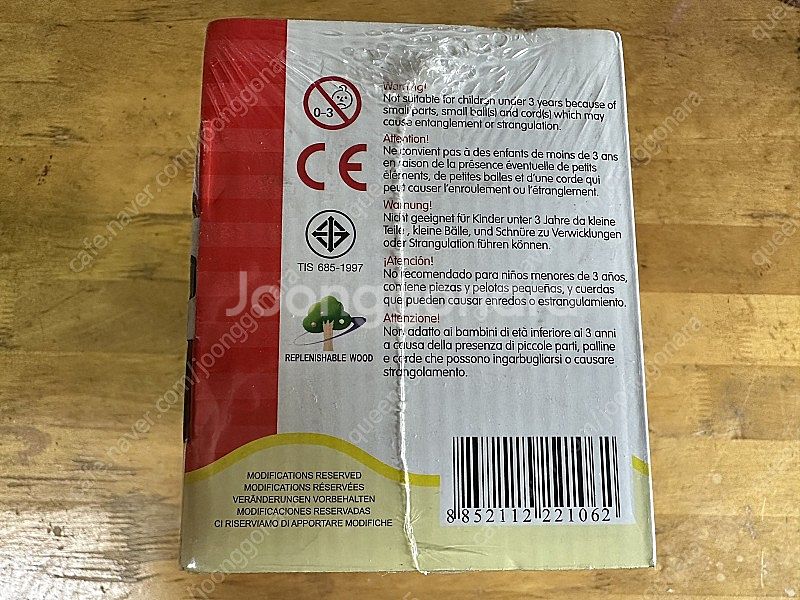 0-3
Warning!
Not suitable for children under 3 years because of
small parts, small ball(s) and cord(s) which may
cause entanglement or strangulation.
CE
Attention!
Ne convient pas à des enfants de moins de 3 ans
en raison de la présence éventuelle de petits
éléments, de petites balles et d'une corde qui
peut causer l'enroulement ou l'étranglement.
Warnung!
Nicht geeignet für Kinder unter 3 Jahre da kleine
Teile, kleine Bälle, und Schnüre zu Verwicklungen
oder Strangulation führen können.
TIS 685-1997
¡Atención!
No recomendado para niños menores de 3 años,
contiene piezas y pelotas pequeñas, y cuerdas
que pueden causar enredos o estrangulamiento.
Joonggonara
REPLENISHABLE WOOD
Attenzione!
Non adatto ai bambini di età inferiore ai 3 anni
a causa della presenza di piccole parti, palline
e corde che possono ingarbugliarsi o causare
strangolamento.
MODIFICATIONS RESERVED
MODIFICATIONS RÉSERVÉES
VERÄNDERUNGEN VORBEHALTEN
MODIFICACIONES RESERVADAS
CI RISERVIAMO DI APPORTARE MODIFICHE
8 852112 221062
cafe.naver.com/joonggonara